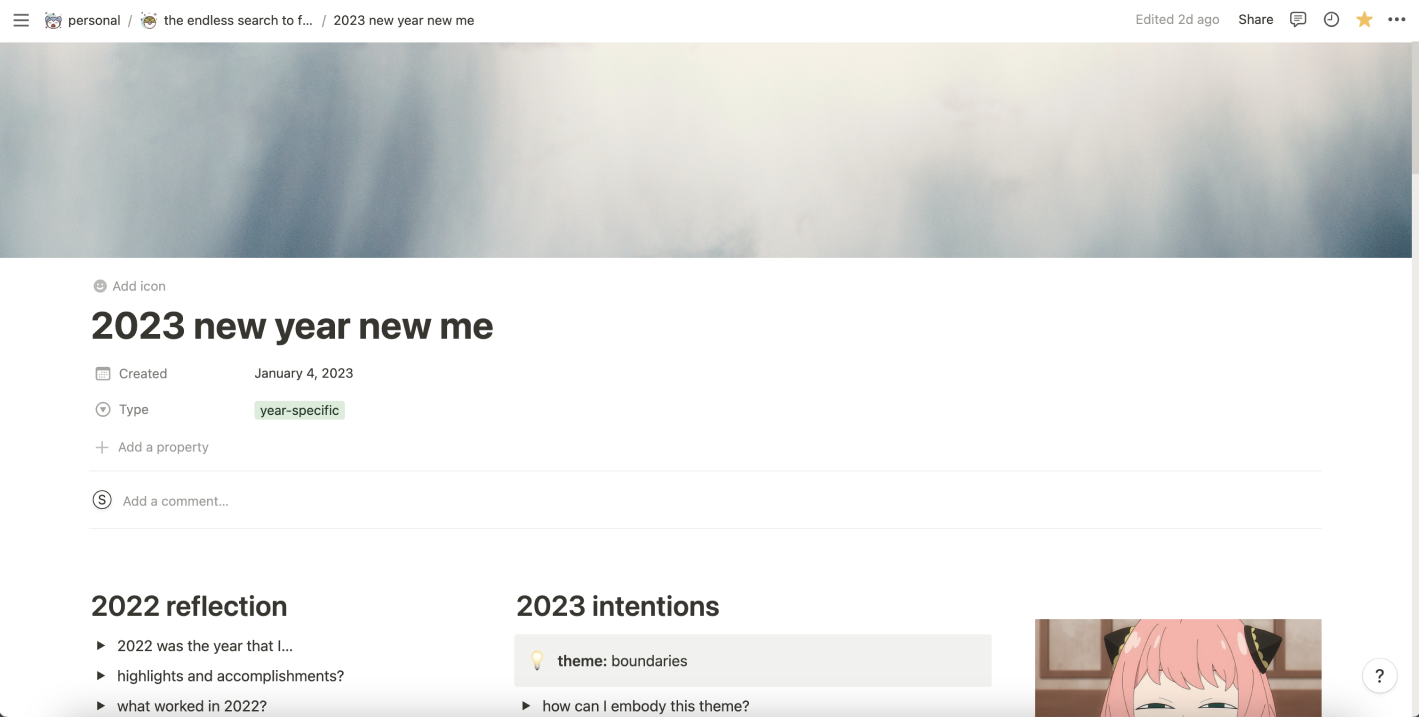 personal / the endless search to f... / 2023 new year new me
Edited 2d ago Share
Add icon
2023 new year new me
Created January 4, 2023
Type year-specific
Add a property
S Add a comment...
2022 reflection
2022 was the year that I...
highlights and accomplishments?
what worked in 2022?
2023 intentions
theme: boundaries
how can I embody this theme?
?